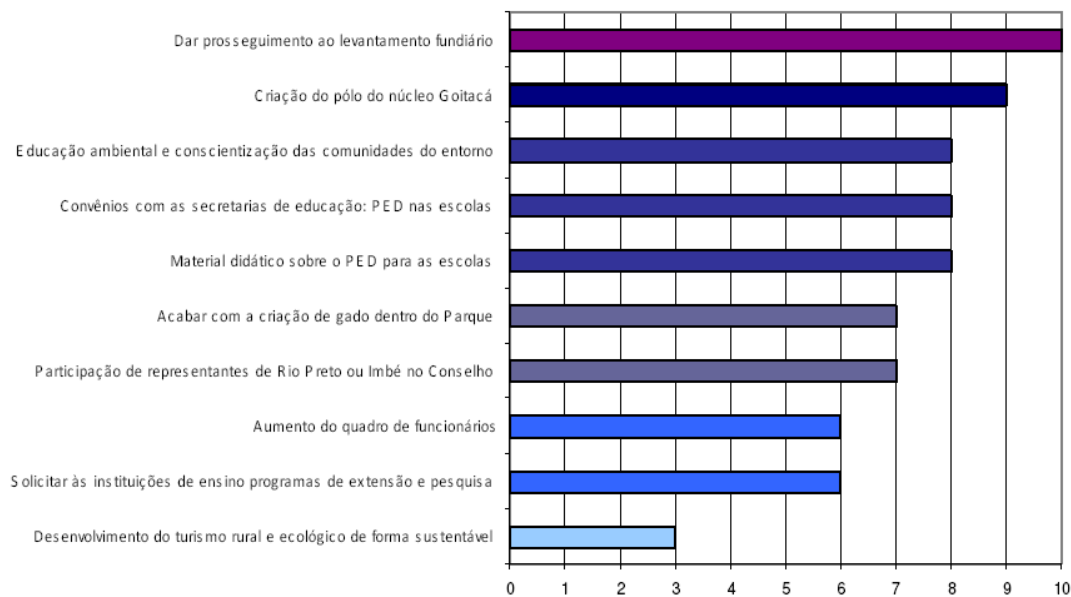 Dar prosseguimento ao levantamento fundiário
Criação do pólo do núcleo Goitacá
Educação ambiental e conscientização das comunidades do entorno
Convênios com as secretarias de educação: PED nas escolas
Material didático sobre o PED para as escolas
Acabar com a criação de gado dentro do Parque
Participação de representantes de Rio Preto ou Imbé no Conselho
Aumento do quadro de funcionários
Solicitar às instituições de ensino programas de extensão e pesquisa
Desenvolvimento do turismo rural e ecológico de forma sustentável
0 1 2 3 4 5 6 7 8 9 10